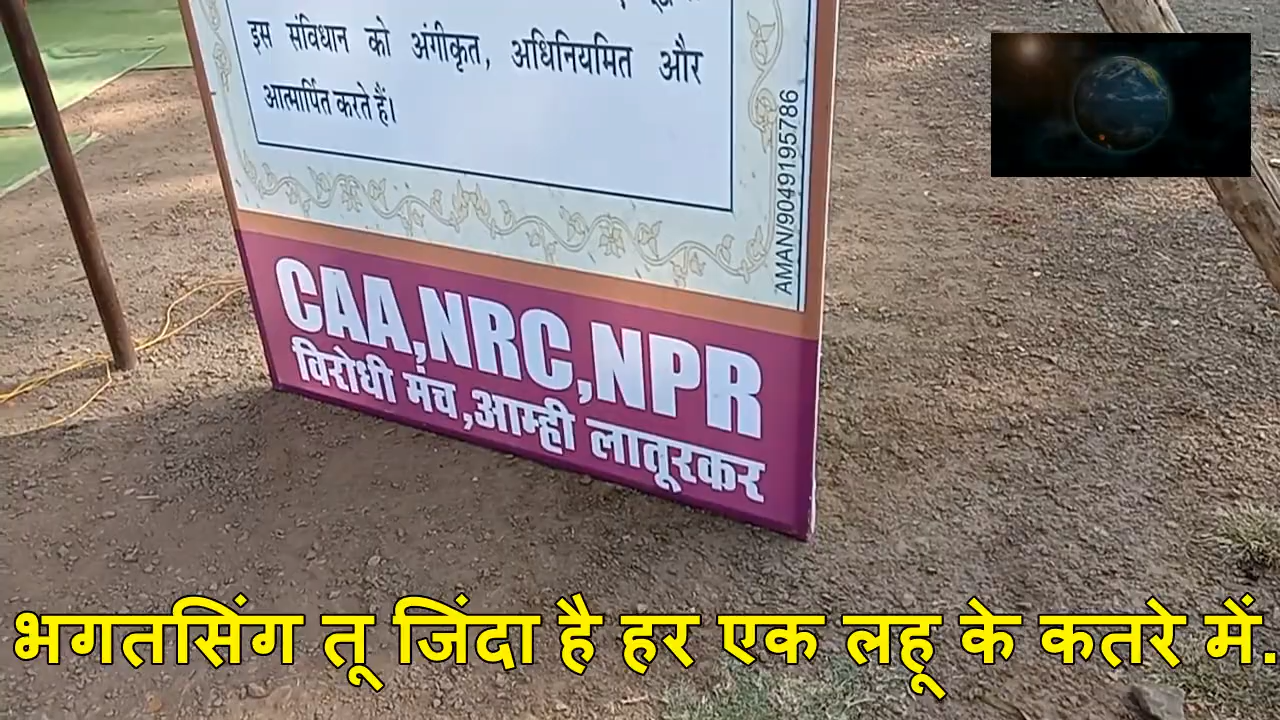 इस संविधान को अंगीकृत, अधिनियमित और
आत्मार्पित करते हैं।
AMAN/9049195786
CAA,NRC,NPR
विरोधी मंच,आम्ही लातूरकर
भगतसिंग तू जिंदा है हर एक लहू के कतरे में.